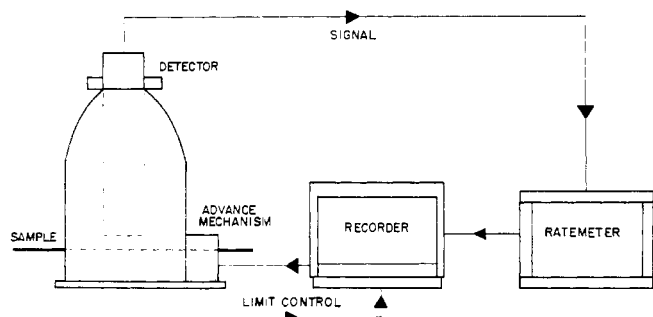 SIGNAL
DETECTOR
ADVANCE
MECHANISM
SAMPLE
RECORDER
RATEMETER
LIMIT CONTROL